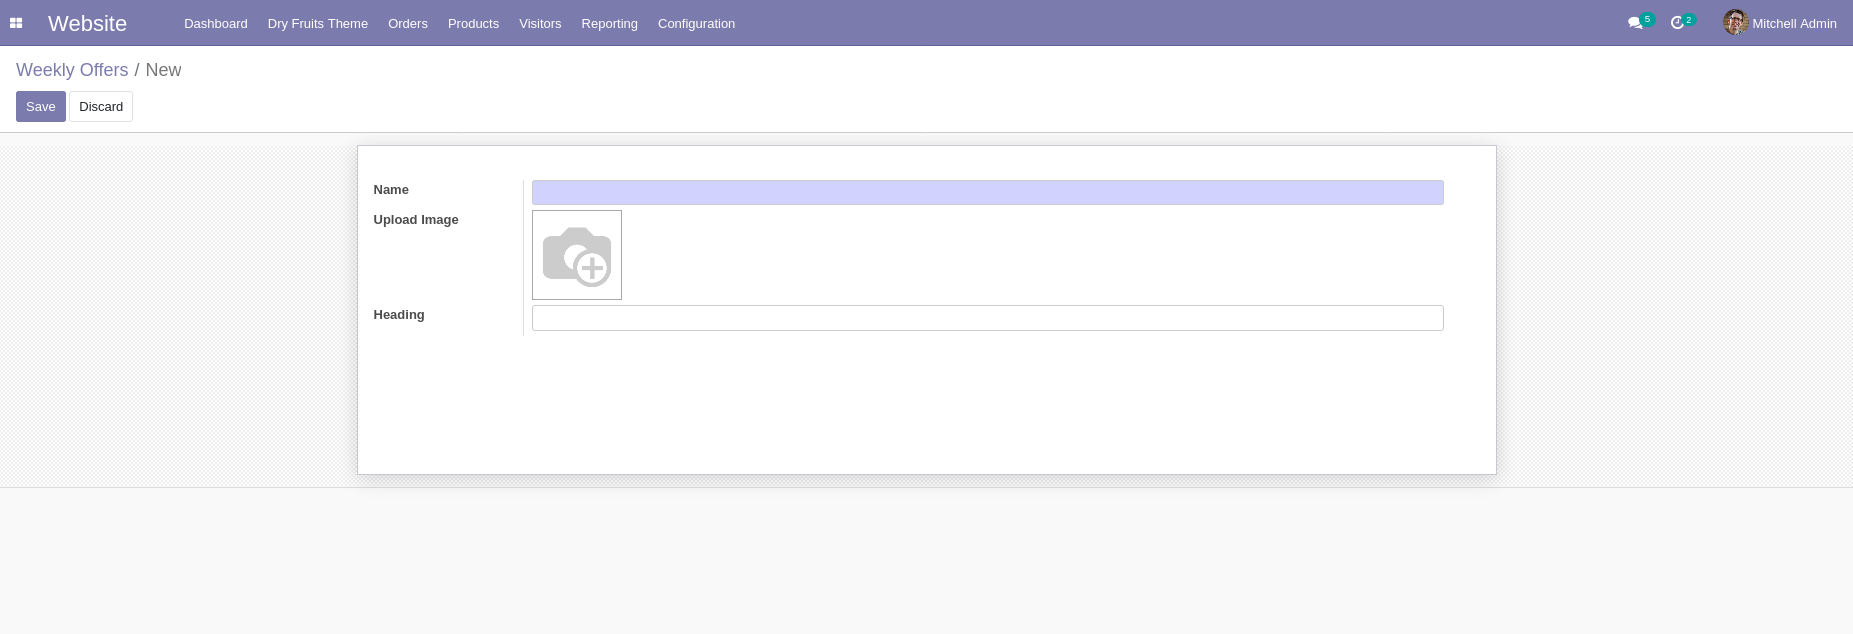 Website Dashboard Dry Fruits Theme Orders Products Visitors Reporting Configuration 5 2 Mitchell Admin
Weekly Offers / New
Save Discard
Name
Upload Image
Heading